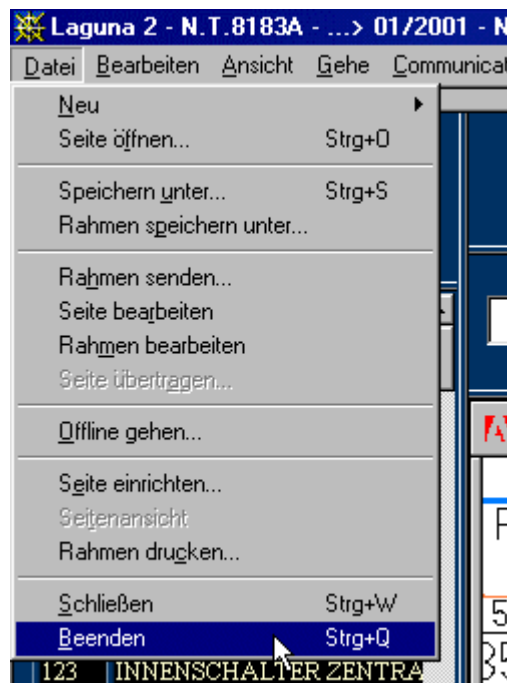 Laguna 2 - N.T.8183A - ...> 01/2001 - N
Datei Bearbeiten Ansicht Gehe Communicat
Neu
Seite öffnen... Strg+O
Speichern unter... Strg+S
Rahmen speichern unter...
Rahmen senden...
Seite bearbeiten
Rahmen bearbeiten
Seite übertragen...
Offline gehen...
Seite einrichten...
Seitenansicht
Rahmen drucken...
Schließen Strg+W
Beenden Strg+Q
123 INNENSCHALTER ZENTRA